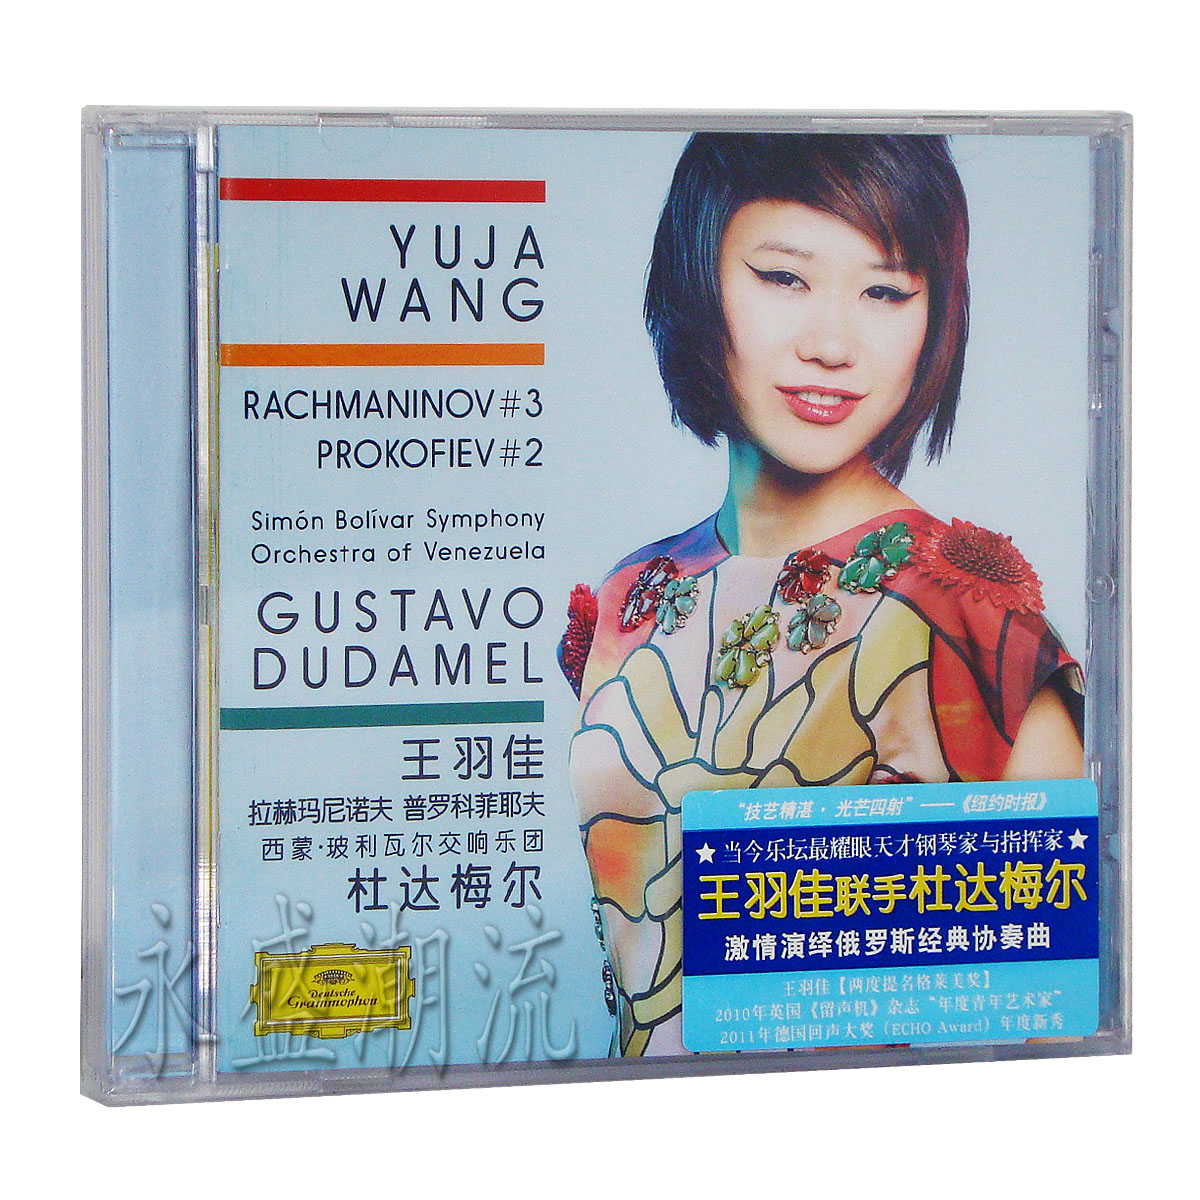 YUJA
WANG
RACHMANINOV#3
PROKOFIEV#2
Simón Bolívar Symphony
Orchestra of Venezuela
GUSTAVO
DUDAMEL
王羽佳
拉赫玛尼诺夫 普罗科菲耶夫
西蒙·玻利瓦尔交响乐团
杜达梅尔
Deutsche
Grammophon
永盛潮流
“技艺精湛·光芒四射”——《纽约时报》
★当今乐坛最耀眼天才钢琴家与指挥家★
王羽佳联手杜达梅尔
激情演绎俄罗斯经典协奏曲
王羽佳【两度提名格莱美奖】
2010年英国《留声机》杂志“年度青年艺术家”
2011年德国回声大奖（ECHO Award）年度新秀